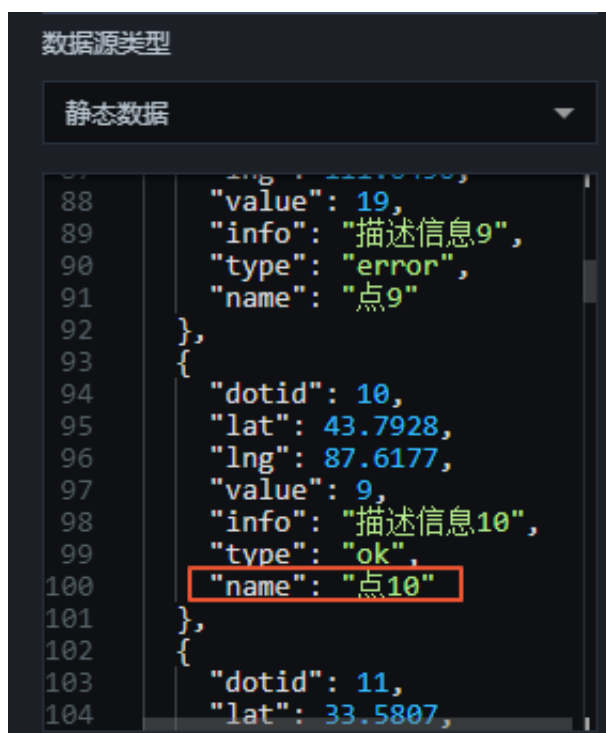 数据源类型
静态数据
88 "value": 19,
89 "info": "描述信息9",
90 "type": "error",
91 "name": "点9"
92 },
93 {
94 "dotid": 10,
95 "lat": 43.7928,
96 "lng": 87.6177,
97 "value": 9,
98 "info": "描述信息10",
99 "type": "ok",
100 "name": "点10"
101 },
102 {
103 "dotid": 11,
104 "lat": 33.5807,